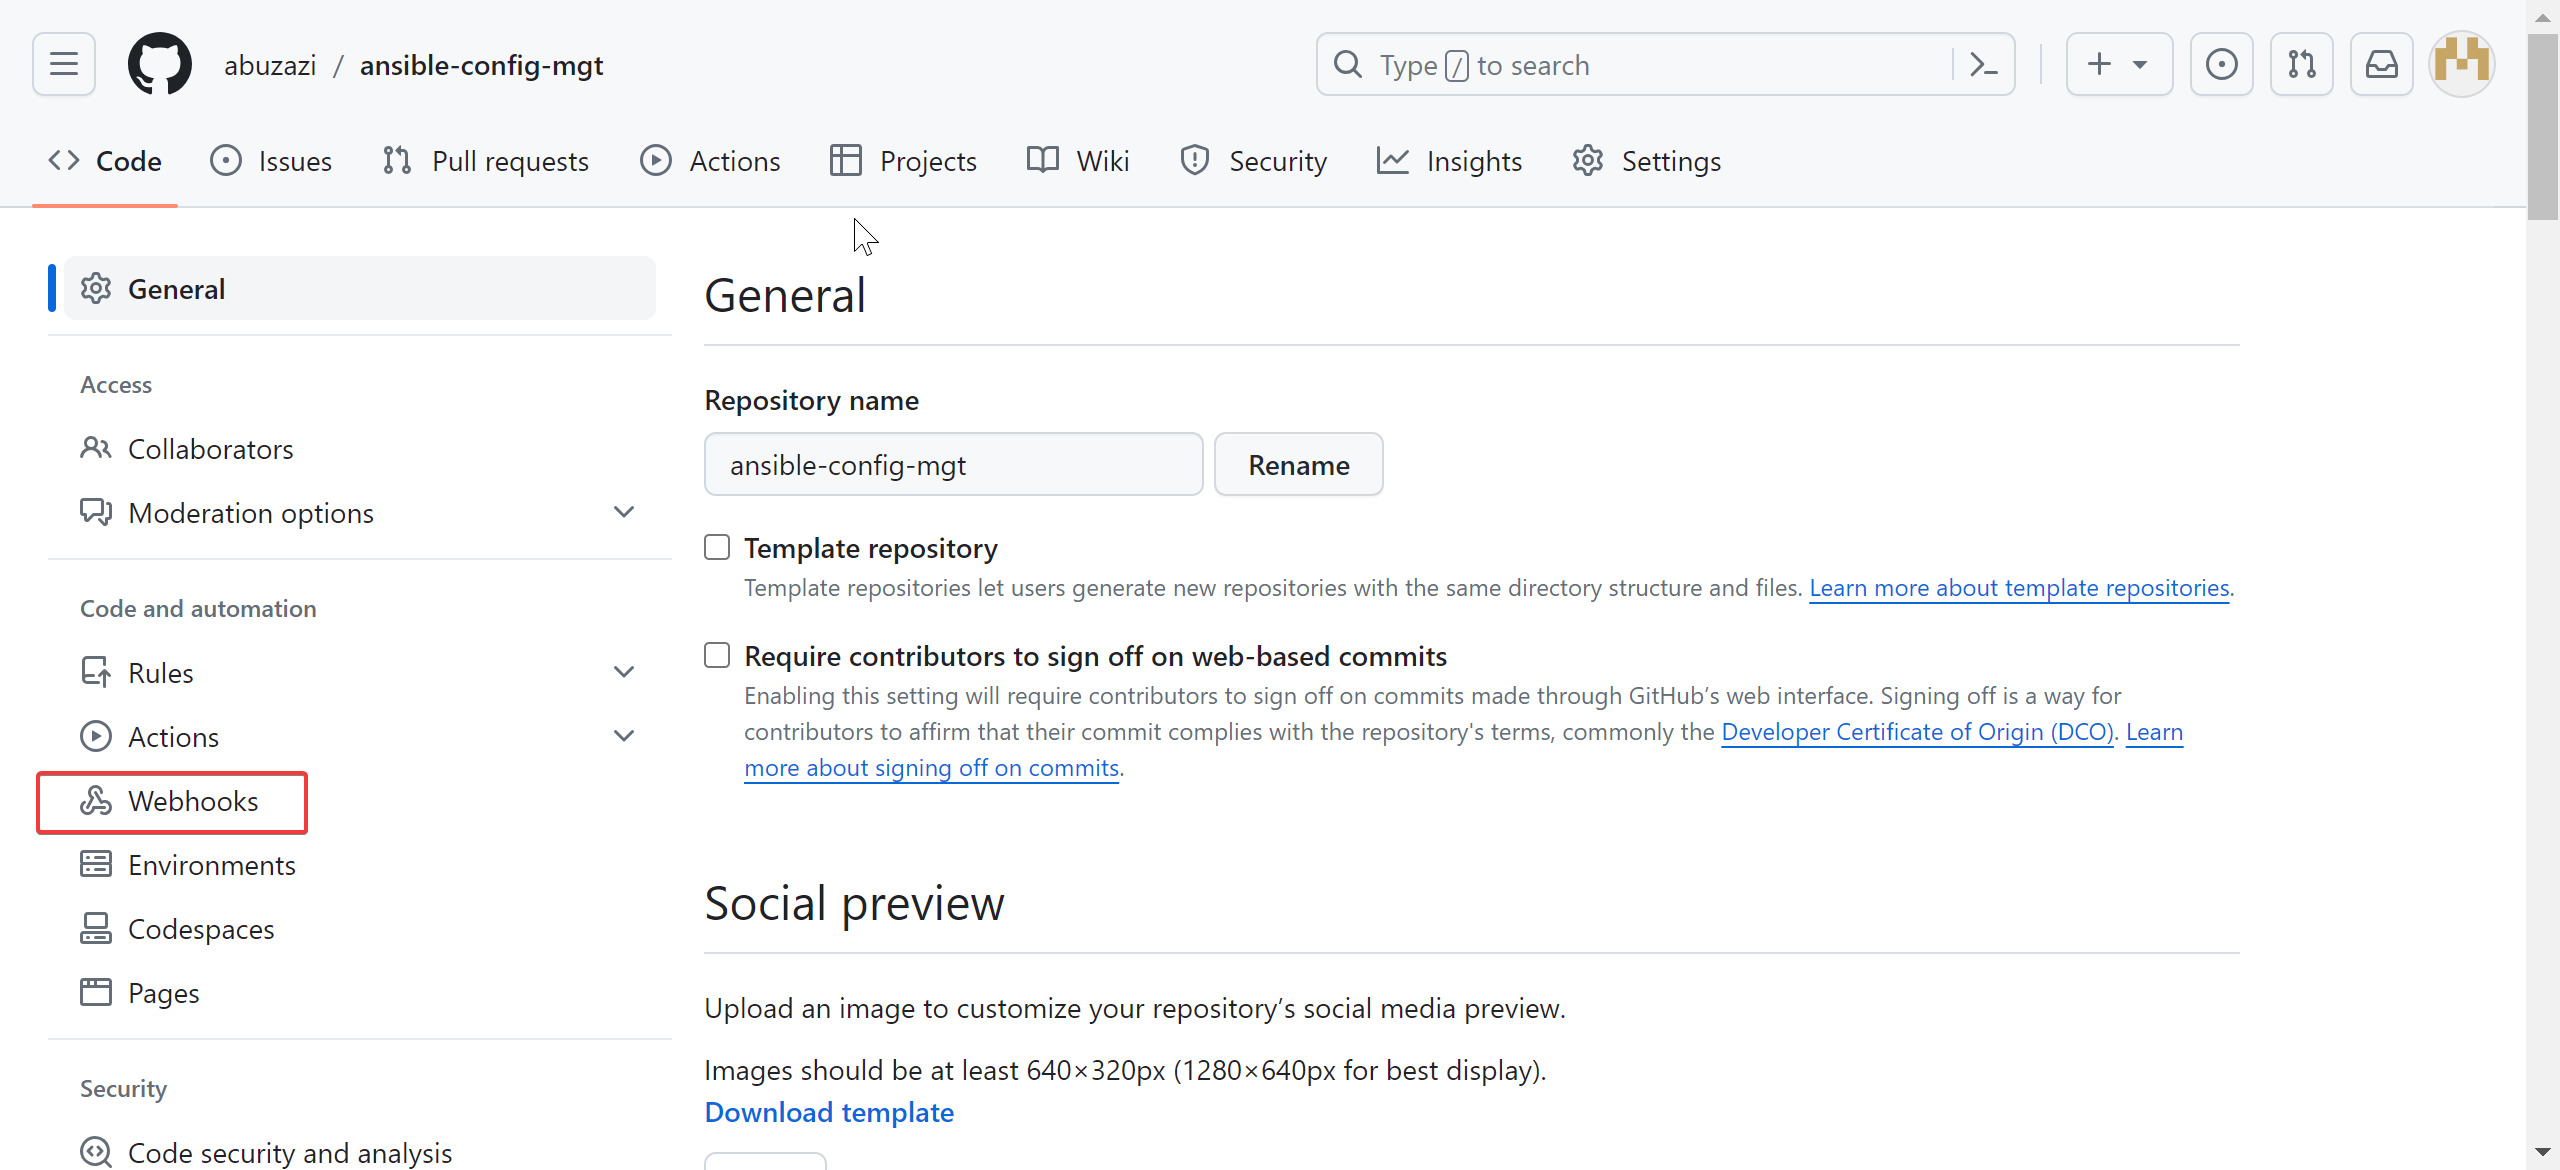 abuzazi / ansible-config-mgt
Type / to search
Code Issues Pull requests Actions Projects Wiki Security Insights Settings
General
Access
Collaborators
Moderation options
Code and automation
Rules
Actions
Webhooks
Environments
Codespaces
Pages
Security
Code security and analysis
General
Repository name
ansible-config-mgt Rename
Template repository
Template repositories let users generate new repositories with the same directory structure and files. Learn more about template repositories.
Require contributors to sign off on web-based commits
Enabling this setting will require contributors to sign off on commits made through GitHub’s web interface. Signing off is a way for
contributors to affirm that their commit complies with the repository's terms, commonly the Developer Certificate of Origin (DCO). Learn
more about signing off on commits.
Social preview
Upload an image to customize your repository’s social media preview.
Images should be at least 640×320px (1280×640px for best display).
Download template